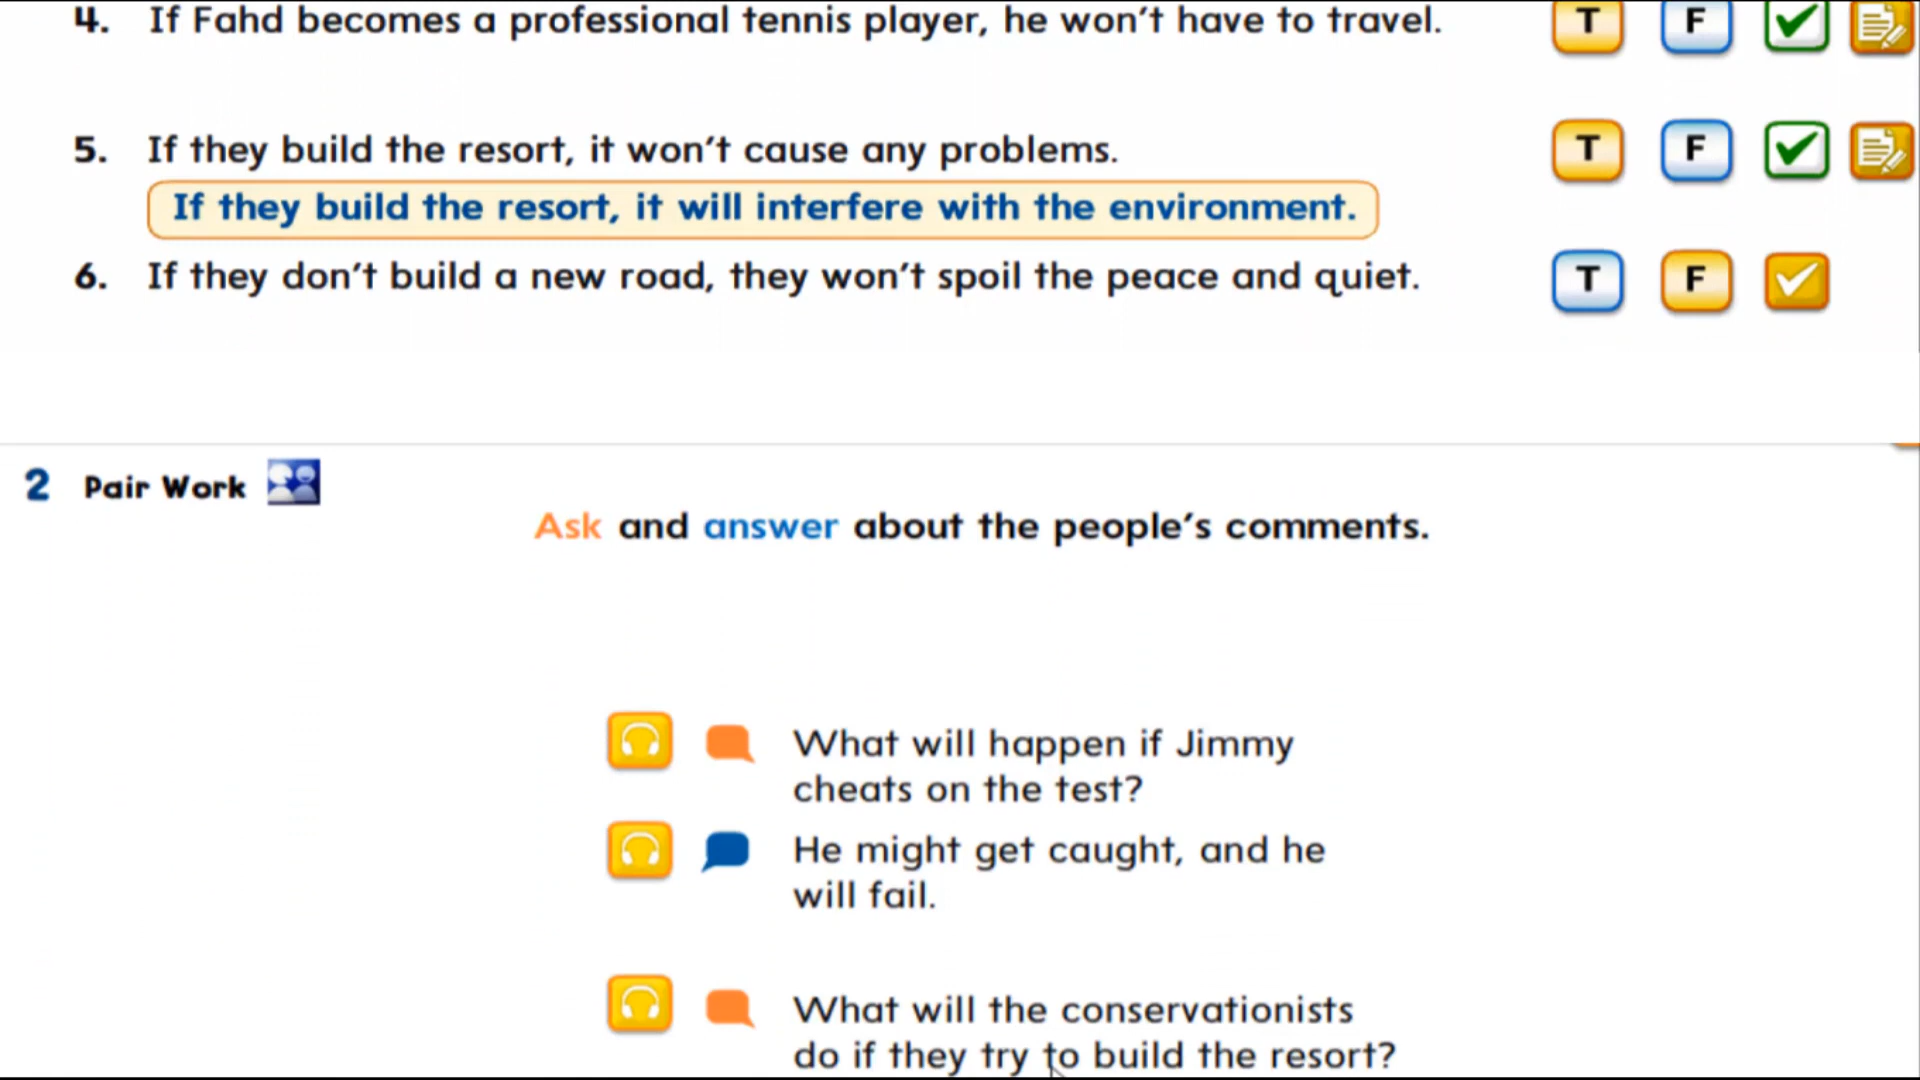 4. If Fahd becomes a professional tennis player, he won't have to travel. T F
5. If they build the resort, it won't cause any problems. T F
If they build the resort, it will interfere with the environment.
6. If they don't build a new road, they won't spoil the peace and quiet. T F
2 Pair Work
Ask and answer about the people's comments.
What will happen if Jimmy
cheats on the test?
He might get caught, and he
will fail.
What will the conservationists
do if they try to build the resort?